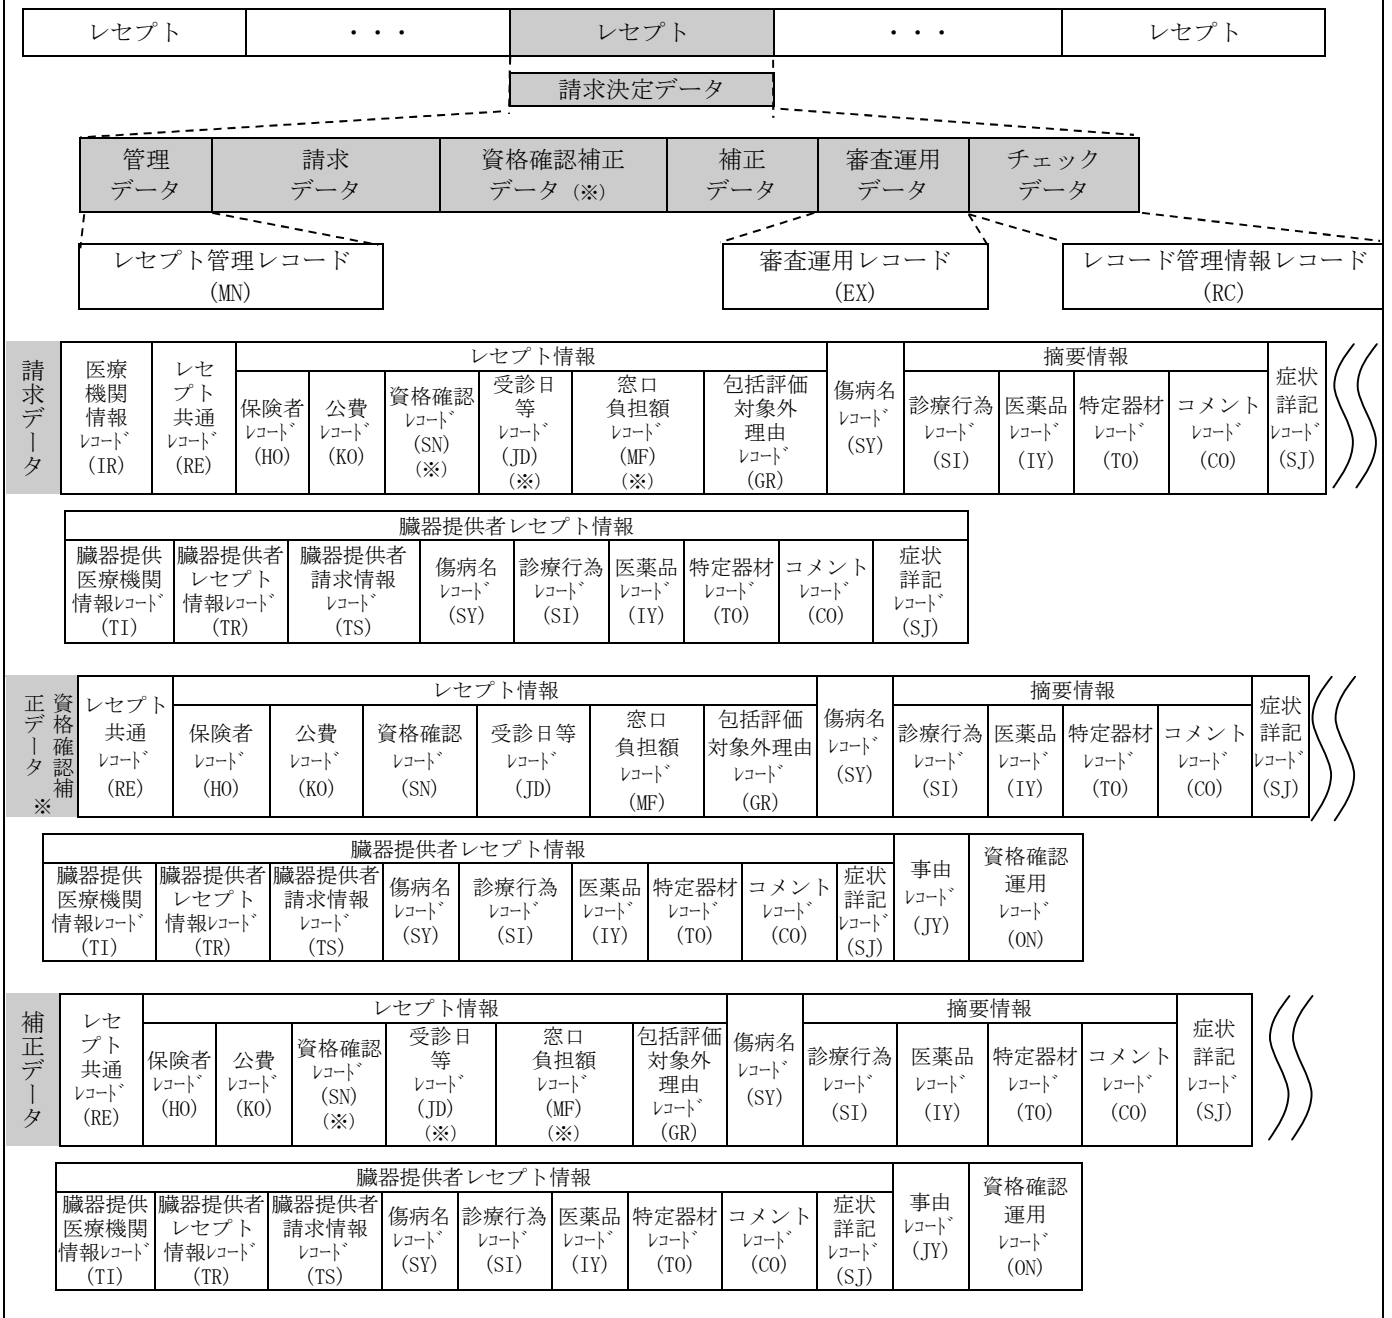 レセプト
・・・
レセプト
・・・
レセプト
請求決定データ
管理
データ
請求
データ
資格確認補正
データ（※）
補正
データ
審査運用
データ
チェック
データ
レセプト管理レコード
(MN)
審査運用レコード
(EX)
レコード管理情報レコード
(RC)
請求データ
医療
機関
情報
ﾚｺｰﾄﾞ
(IR)
レセ
プト
共通
ﾚｺｰﾄﾞ
(RE)
レセプト情報
保険者
ﾚｺｰﾄﾞ
(HO)
公費
ﾚｺｰﾄﾞ
(KO)
資格確認
ﾚｺｰﾄﾞ
(SN)
(※)
受診日
等
ﾚｺｰﾄﾞ
(JD)
(※)
窓口
負担額
ﾚｺｰﾄﾞ
(MF)
(※)
包括評価
対象外
理由
ﾚｺｰﾄﾞ
(GR)
傷病名
ﾚｺｰﾄﾞ
(SY)
摘要情報
診療行為
ﾚｺｰﾄﾞ
(SI)
医薬品
ﾚｺｰﾄﾞ
(IY)
特定器材
ﾚｺｰﾄﾞ
(TO)
コメント
ﾚｺｰﾄﾞ
(CO)
症状
詳記
ﾚｺｰﾄﾞ
(SJ)
臓器提供者レセプト情報
臓器提供
医療機関
情報ﾚｺｰﾄﾞ
(TI)
臓器提供者
レセプト
情報ﾚｺｰﾄﾞ
(TR)
臓器提供者
請求情報
ﾚｺｰﾄﾞ
(TS)
傷病名
ﾚｺｰﾄﾞ
(SY)
診療行為
ﾚｺｰﾄﾞ
(SI)
医薬品
ﾚｺｰﾄﾞ
(IY)
特定器材
ﾚｺｰﾄﾞ
(TO)
コメント
ﾚｺｰﾄﾞ
(CO)
症状
詳記
ﾚｺｰﾄﾞ
(SJ)
資格確認補
正データ※
レセプト
共通
ﾚｺｰﾄﾞ
(RE)
レセプト情報
保険者
ﾚｺｰﾄﾞ
(HO)
公費
ﾚｺｰﾄﾞ
(KO)
資格確認
ﾚｺｰﾄﾞ
(SN)
受診日等
ﾚｺｰﾄﾞ
(JD)
窓口
負担額
ﾚｺｰﾄﾞ
(MF)
包括評価
対象外理由
ﾚｺｰﾄﾞ
(GR)
傷病名
ﾚｺｰﾄﾞ
(SY)
摘要情報
診療行為
ﾚｺｰﾄﾞ
(SI)
医薬品
ﾚｺｰﾄﾞ
(IY)
特定器材
ﾚｺｰﾄﾞ
(TO)
コメント
ﾚｺｰﾄﾞ
(CO)
症状
詳記
ﾚｺｰﾄﾞ
(SJ)
臓器提供者レセプト情報
臓器提供
医療機関
情報ﾚｺｰﾄﾞ
(TI)
臓器提供者
レセプト
情報ﾚｺｰﾄﾞ
(TR)
臓器提供者
請求情報
ﾚｺｰﾄﾞ
(TS)
傷病名
ﾚｺｰﾄﾞ
(SY)
診療行為
ﾚｺｰﾄﾞ
(SI)
医薬品
ﾚｺｰﾄﾞ
(IY)
特定器材
ﾚｺｰﾄﾞ
(TO)
コメント
ﾚｺｰﾄﾞ
(CO)
症状
詳記
ﾚｺｰﾄﾞ
(SJ)
事由
ﾚｺｰﾄﾞ
(JY)
資格確認
運用
ﾚｺｰﾄﾞ
(ON)
補正データ
レセ
プト
共通
ﾚｺｰﾄﾞ
(RE)
レセプト情報
保険者
ﾚｺｰﾄﾞ
(HO)
公費
ﾚｺｰﾄﾞ
(KO)
資格確認
ﾚｺｰﾄﾞ
(SN)
(※)
受診日
等
ﾚｺｰﾄﾞ
(JD)
(※)
窓口
負担額
ﾚｺｰﾄﾞ
(MF)
(※)
包括評価
対象外
理由
ﾚｺｰﾄﾞ
(GR)
傷病名
ﾚｺｰﾄﾞ
(SY)
摘要情報
診療行為
ﾚｺｰﾄﾞ
(SI)
医薬品
ﾚｺｰﾄﾞ
(IY)
特定器材
ﾚｺｰﾄﾞ
(TO)
コメント
ﾚｺｰﾄﾞ
(CO)
症状
詳記
ﾚｺｰﾄﾞ
(SJ)
臓器提供者レセプト情報
臓器提供
医療機関
情報ﾚｺｰﾄﾞ
(TI)
臓器提供者
レセプト
情報ﾚｺｰﾄﾞ
(TR)
臓器提供者
請求情報
ﾚｺｰﾄﾞ
(TS)
傷病名
ﾚｺｰﾄﾞ
(SY)
診療行為
ﾚｺｰﾄﾞ
(SI)
医薬品
ﾚｺｰﾄﾞ
(IY)
特定器材
ﾚｺｰﾄﾞ
(TO)
コメント
ﾚｺｰﾄﾞ
(CO)
症状
詳記
ﾚｺｰﾄﾞ
(SJ)
事由
ﾚｺｰﾄﾞ
(JY)
資格確認
運用
ﾚｺｰﾄﾞ
(ON)